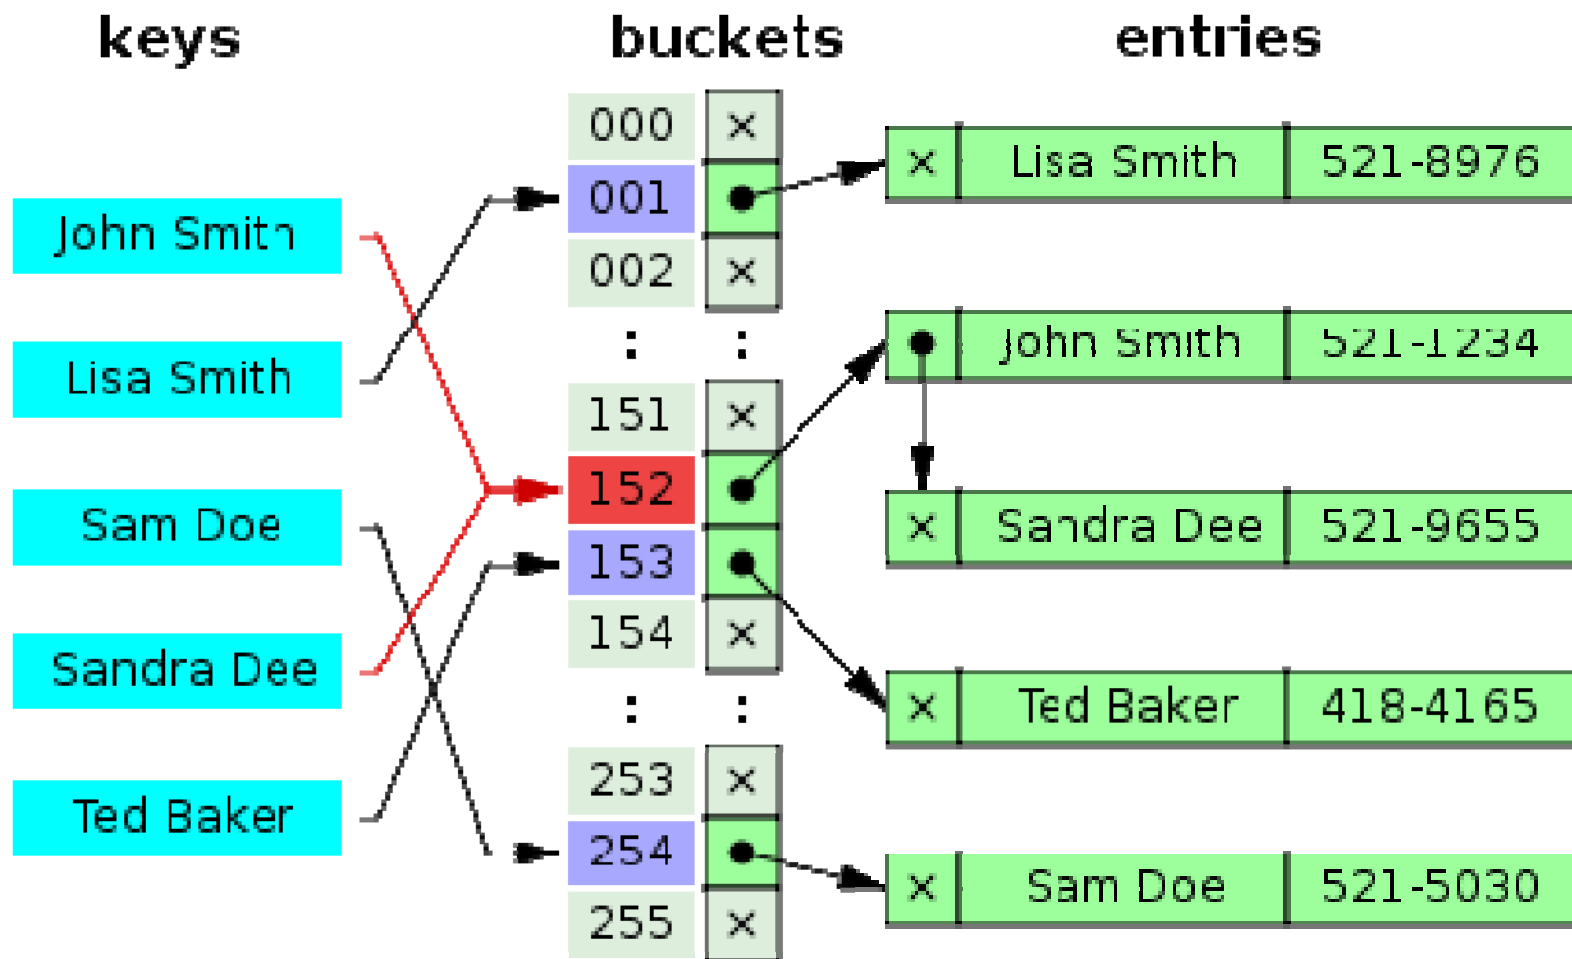 keys
buckets
entries
John Smith
Lisa Smith
Sam Doe
Sandra Dee
Ted Baker
000 ×
001
002 ×
: :
151 ×
152
153
154 ×
: :
253 ×
254
255 ×
× Lisa Smith 521-8976
John Smith 521-1234
× Sandra Dee 521-9655
× Ted Baker 418-4165
× Sam Doe 521-5030